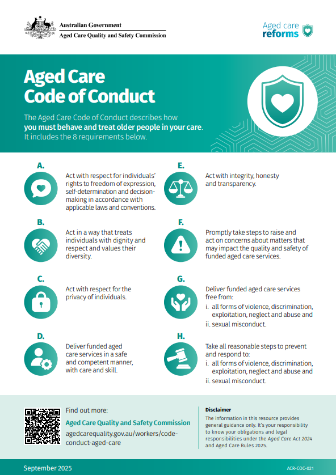 Australian Government
Aged Care Quality and Safety Commission
Aged care
reforms
Aged Care
Code of Conduct
The Aged Care Code of Conduct describes how
you must behave and treat older people in your care.
It includes the 8 requirements below.
A.
Act with respect for individuals'
rights to freedom of expression,
self-determination and decision-
making in accordance with
applicable laws and conventions.
B.
Act in a way that treats
individuals with dignity and
respect and values their
diversity.
C.
Act with respect for the
privacy of individuals.
D.
Deliver funded aged
care services in a safe
and competent manner,
with care and skill.
E.
Act with integrity, honesty
and transparency.
F.
Promptly take steps to raise and
act on concerns about matters that
may impact the quality and safety of
funded aged care services.
G.
Deliver funded aged care services
free from:
i. all forms of violence, discrimination,
exploitation, neglect and abuse and
ii. sexual misconduct.
H.
Take all reasonable steps to prevent
and respond to:
i. all forms of violence, discrimination,
exploitation, neglect and abuse and
ii. sexual misconduct.
Find out more:
Aged Care Quality and Safety Commission
agedcarequality.gov.au/workers/code-
conduct-aged-care
Disclaimer
The information in this resource provides
general guidance only. It's your responsibility
to know your obligations and legal
responsibilities under the Aged Care Act 2024
and Aged Care Rules 2025.
September 2025
ACR-COC-021